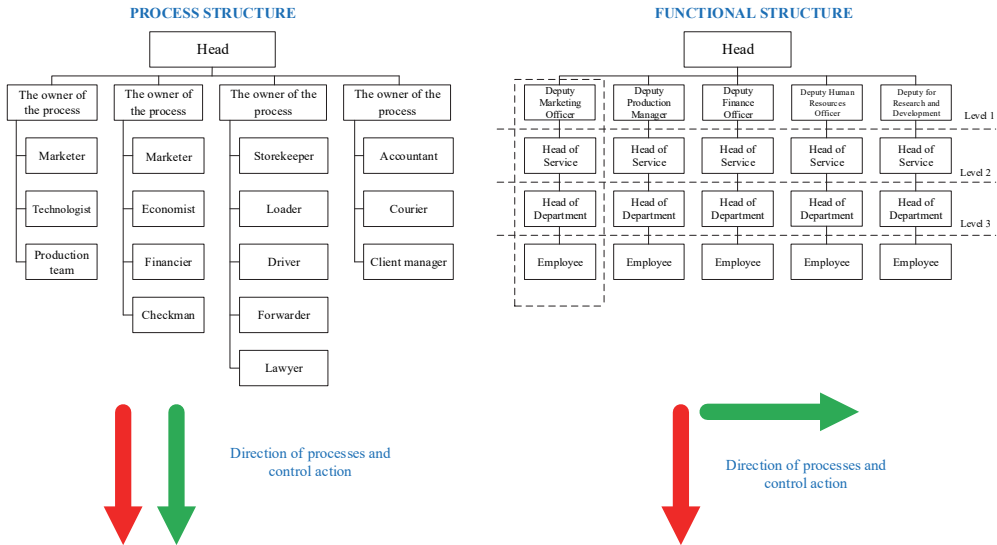 PROCESS STRUCTURE
Head
The owner of
the process
The owner of
the process
The owner of the
process
The owner of the
process
Marketer
Marketer
Storekeeper
Accountant
Technologist
Economist
Loader
Courier
Production
team
Financier
Driver
Client manager
Checkman
Forwarder
Lawyer
Direction of processes and
control action
FUNCTIONAL STRUCTURE
Head
Deputy
Marketing
Officer
Deputy
Production
Manager
Deputy
Finance
Officer
Deputy Human
Resources
Officer
Deputy for
Research and
Development
Level 1
Head of
Service
Head of
Service
Head of
Service
Head of
Service
Head of
Service
Level 2
Head of
Department
Head of
Department
Head of
Department
Head of
Department
Head of
Department
Level 3
Employee
Employee
Employee
Employee
Employee
Direction of processes and
control action